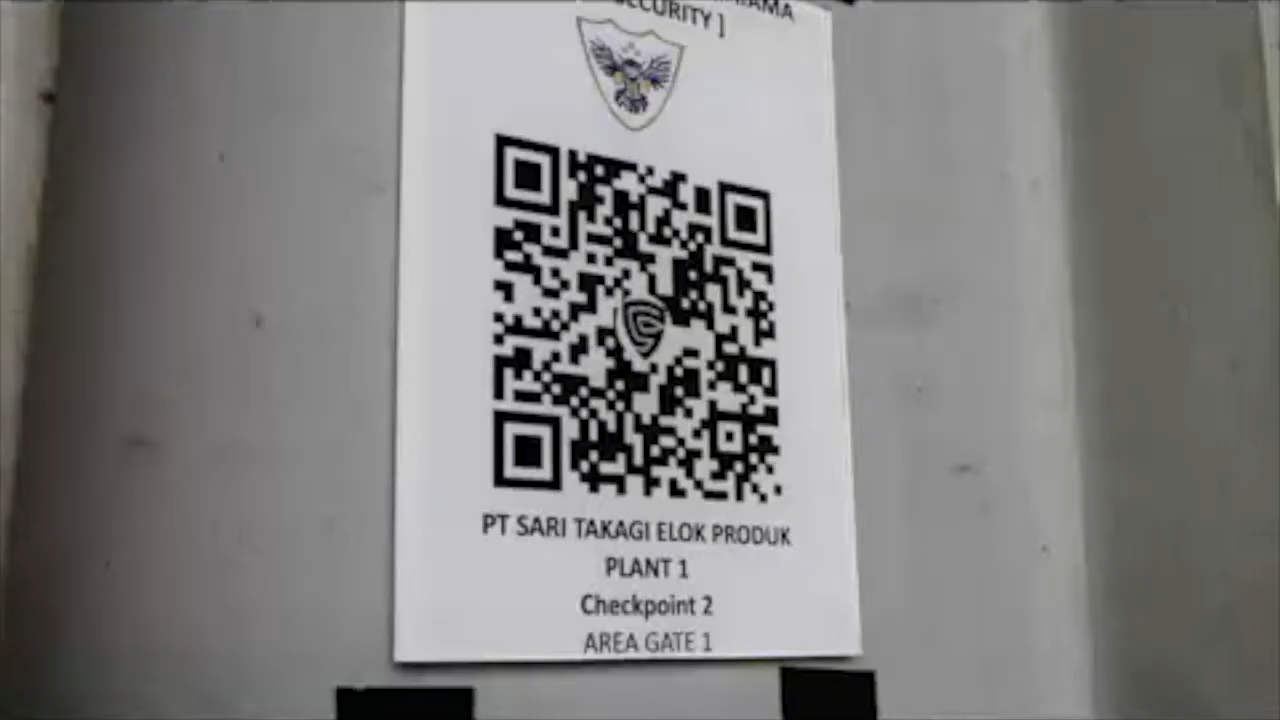 SECURITY ]
PT SARI TAKAGI ELOK PRODUK
PLANT 1
Checkpoint 2
AREA GATE 1